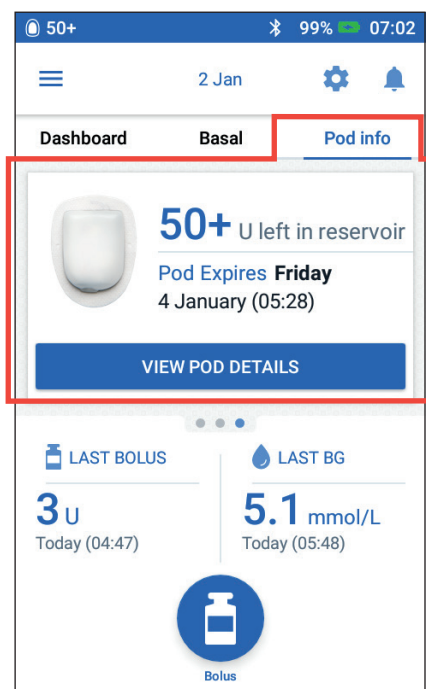 50+ 99% 07:02
2 Jan
Dashboard Basal Pod info
50+ U left in reservoir
Pod Expires Friday
4 January (05:28)
VIEW POD DETAILS
LAST BOLUS LAST BG
3 U 5.1 mmol/L
Today (04:47) Today (05:48)
Bolus